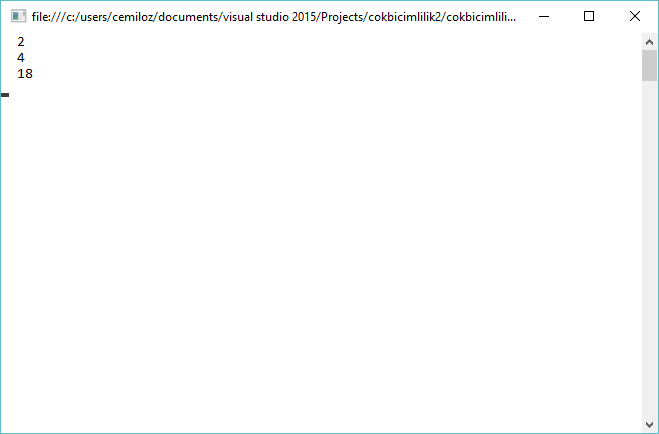 file:///c:/users/cemiloz/documents/visual studio 2015/Projects/cokbicimlilik2/cokbicimlili...
2
4
18